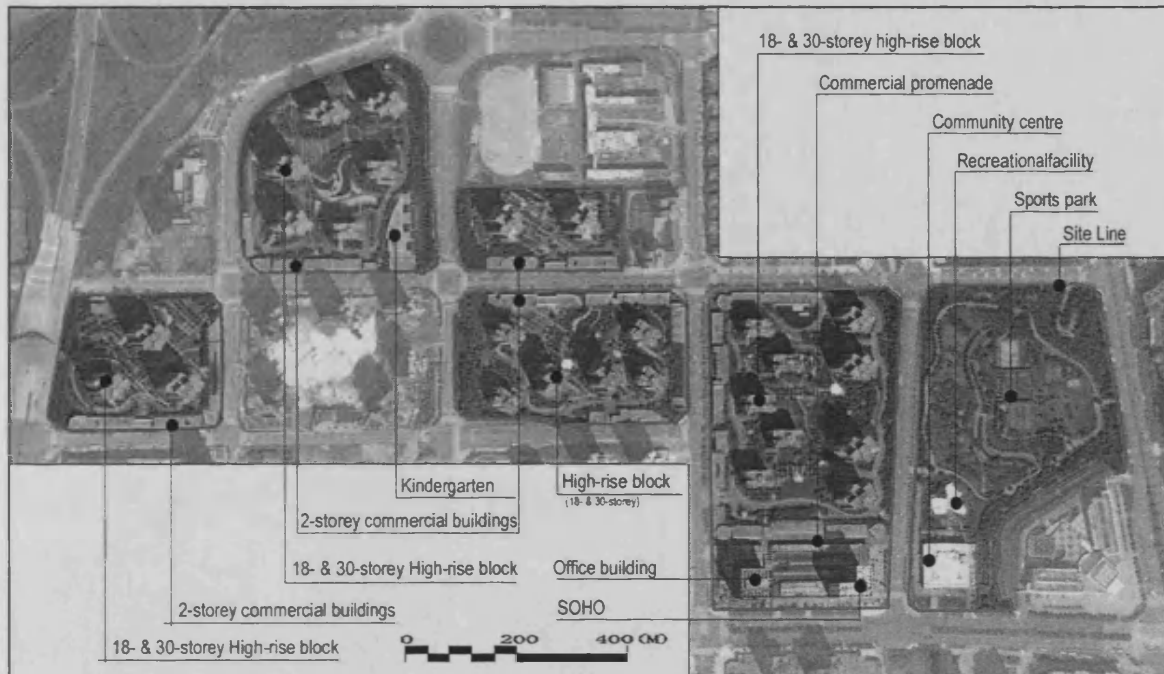 18- & 30-storey high-rise block
Commercial promenade
Community centre
Recreationalfacility
Sports park
Site Line
Kindergarten
High-rise block
(18- & 30-storey)
2-storey commercial buildings
18- & 30-storey High-rise block
Office building
2-storey commercial buildings
SOHO
18- & 30-storey High-rise block
0 200 400 (M)